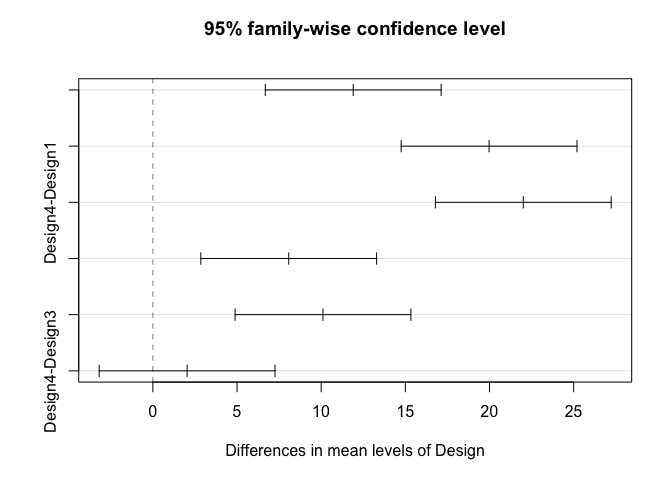 95% family-wise confidence level
Design4-Design1
Design4-Design3
0 5 10 15 20 25
Differences in mean levels of Design